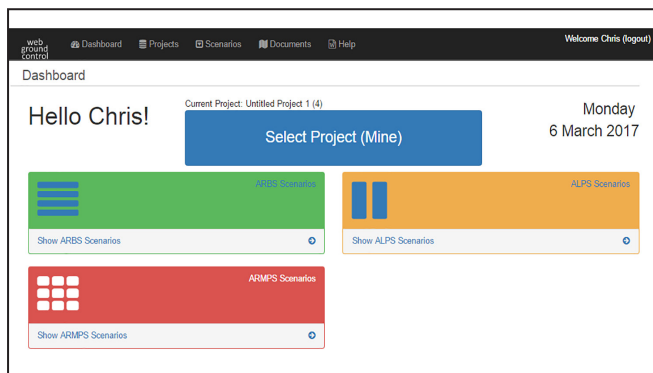 web
ground
control
Dashboard
Projects
Scenarios
Documents
Help
Welcome Chris (logout)
Dashboard
Hello Chris!
Current Project: Untitled Project 1 (4)
Select Project (Mine)
Monday
6 March 2017
ARBS Scenarios
Show ARBS Scenarios
ALPS Scenarios
Show ALPS Scenarios
ARMPS Scenarios
Show ARMPS Scenarios